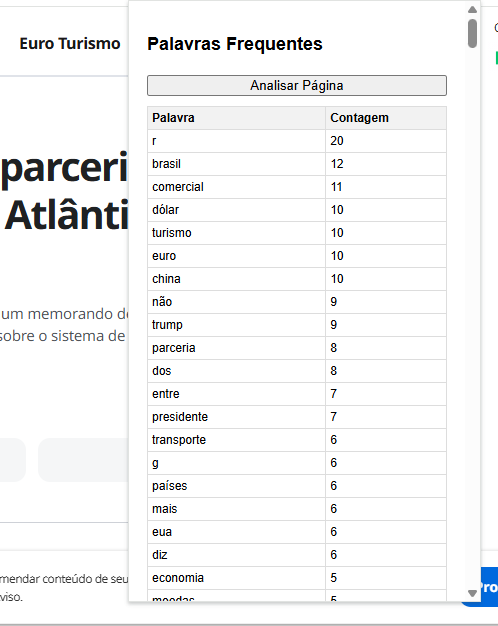 Euro Turismo
parceri
Atlânti
um memorando d
sobre o sistema de
mendar conteúdo de seu
viso.
Palavras Frequentes
Analisar Página
Palavra Contagem
r 20
brasil 12
comercial 11
dólar 10
turismo 10
euro 10
china 10
não 9
trump 9
parceria 8
dos 8
entre 7
presidente 7
transporte 6
g 6
países 6
mais 6
eua 6
diz 6
economia 5
moedas 5
Pro